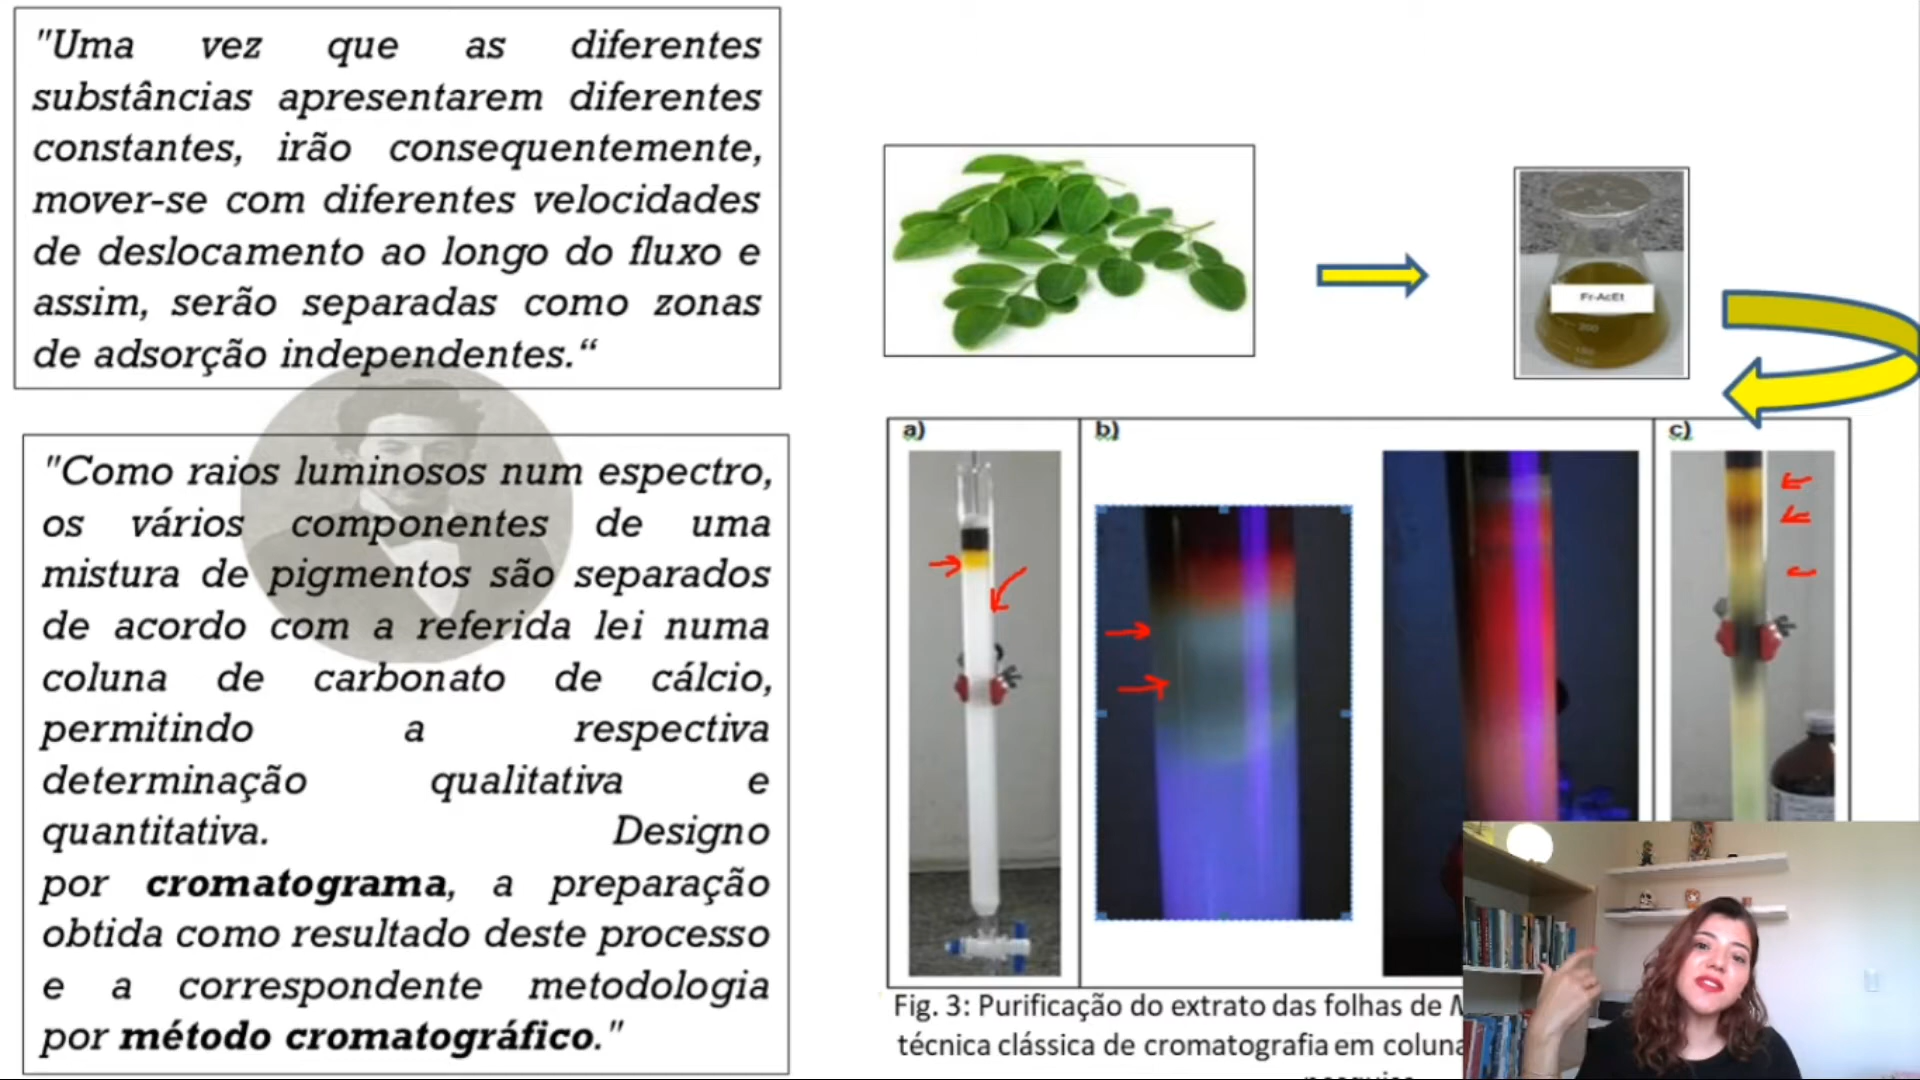 "Uma vez que as diferentes
substâncias apresentarem diferentes
constantes, irão consequentemente,
mover-se com diferentes velocidades
de deslocamento ao longo do fluxo e
assim, serão separadas como zonas
de adsorção independentes.“
"Como raios luminosos num espectro,
os vários componentes de uma
mistura de pigmentos são separados
de acordo com a referida lei numa
coluna de carbonato de cálcio,
permitindo a respectiva
determinação qualitativa e
quantitativa. Designo
por cromatograma, a preparação
obtida como resultado deste processo
e a correspondente metodologia
por método cromatográfico."
Fr-AcEt
200
a)
b)
c)
Fig. 3: Purificação do extrato das folhas de
técnica clássica de cromatografia em coluna